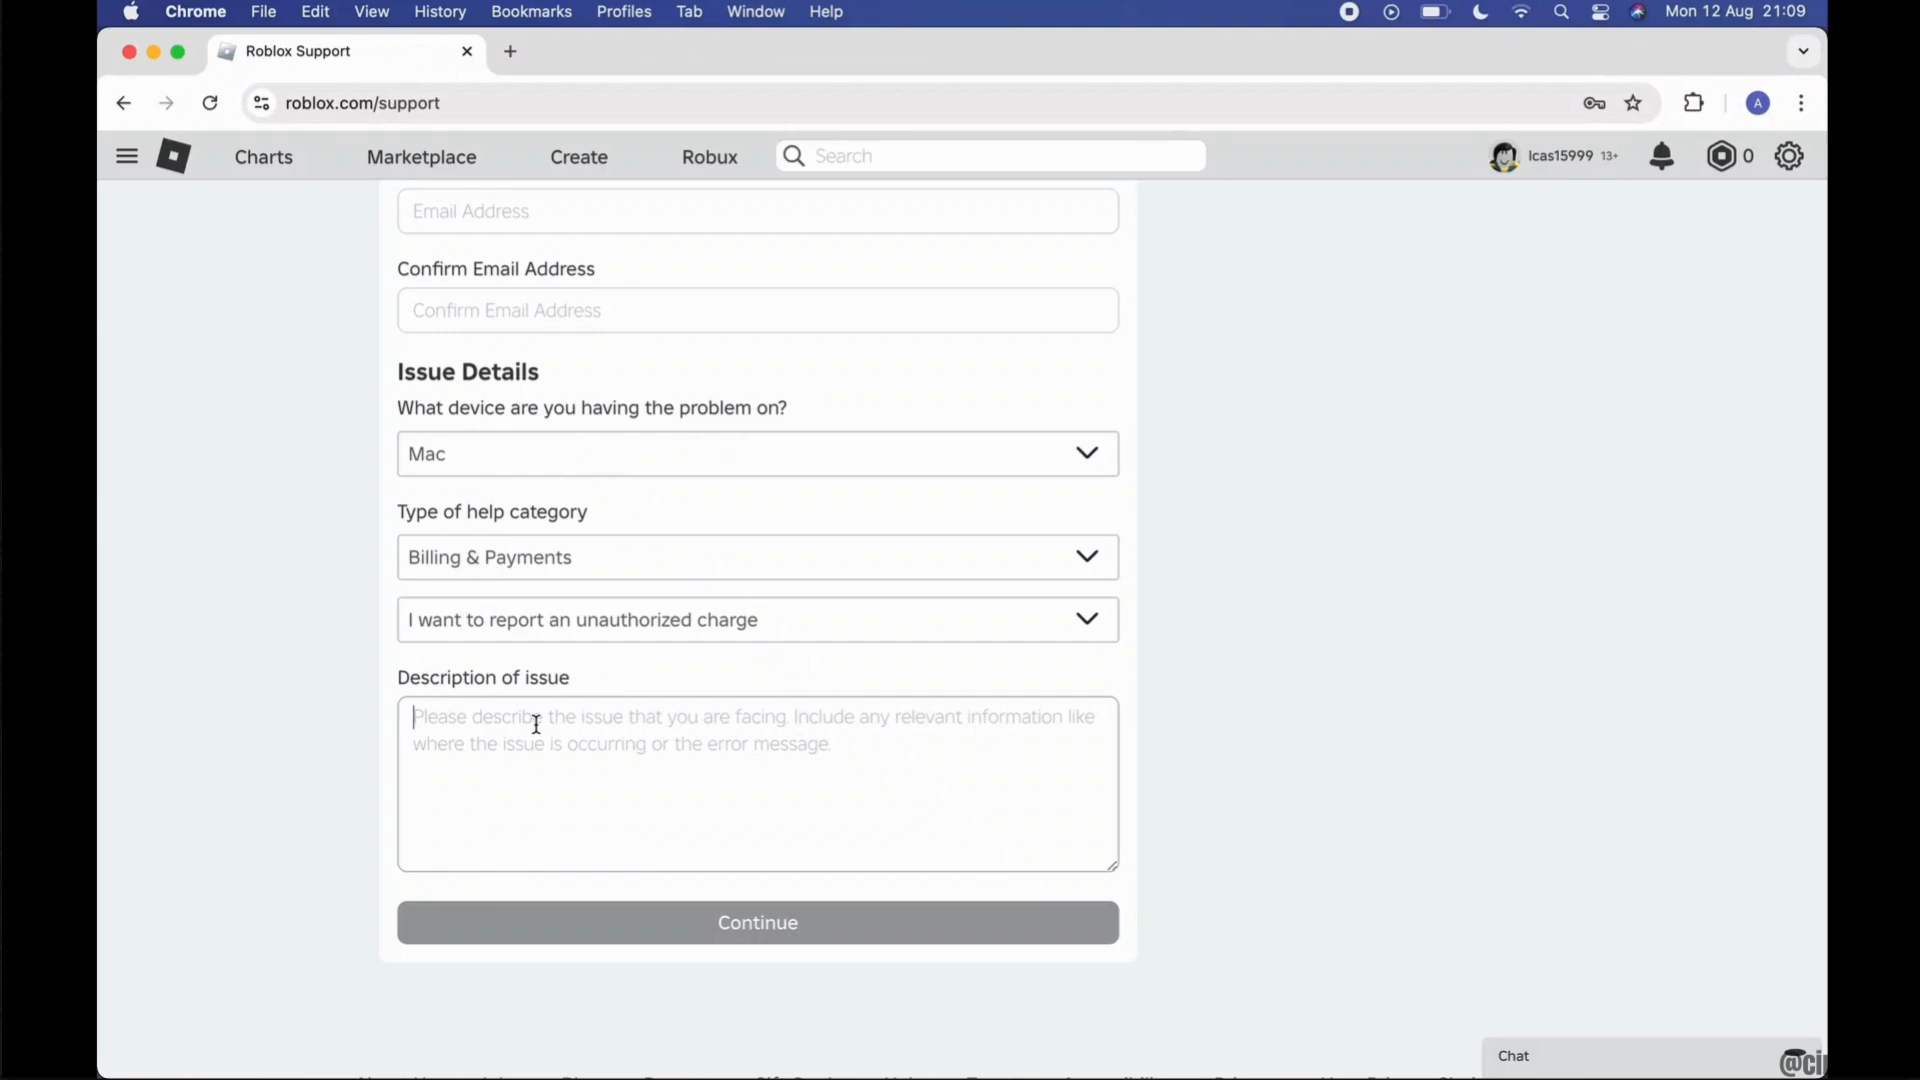 Chrome File Edit View History Bookmarks Profiles Tab Window Help Mon 12 Aug 21:09
Roblox Support
roblox.com/support A
Charts Marketplace Create Robux Search lcas15999 13+ 0
Email Address
Confirm Email Address
Confirm Email Address
Issue Details
What device are you having the problem on?
Mac
Type of help category
Billing & Payments
I want to report an unauthorized charge
Description of issue
Please describe the issue that you are facing. Include any relevant information like
where the issue is occurring or the error message.
Continue
Chat